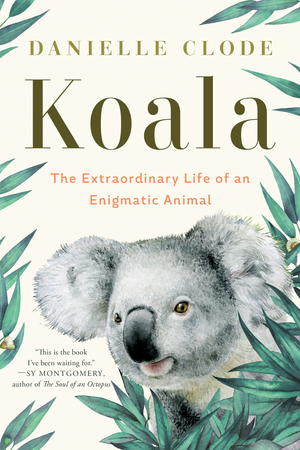 DANIELLE CLODE
Koala
The Extraordinary Life of an
Enigmatic Animal
“This is the book
I’ve been waiting for.”
—SY MONTGOMERY,
author of The Soul of an Octopus